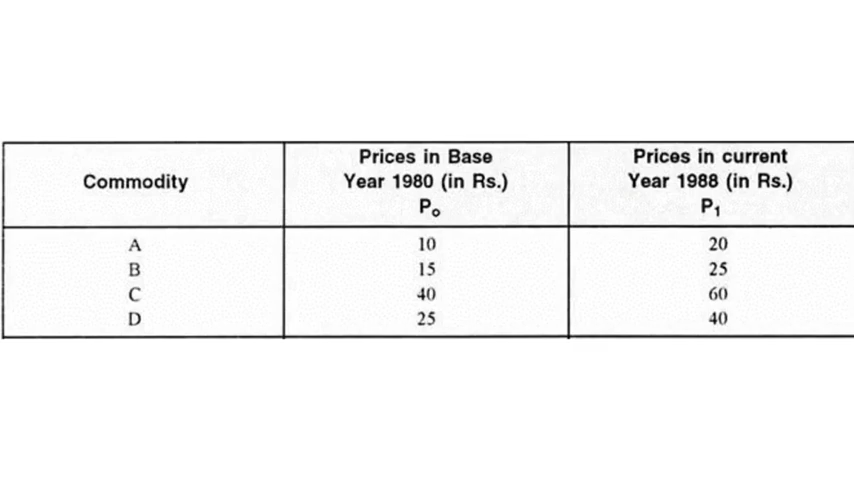 Commodity
Prices in Base
Year 1980 (in Rs.)
Po
Prices in current
Year 1988 (in Rs.)
P1
A 10 20
B 15 25
C 40 60
D 25 40